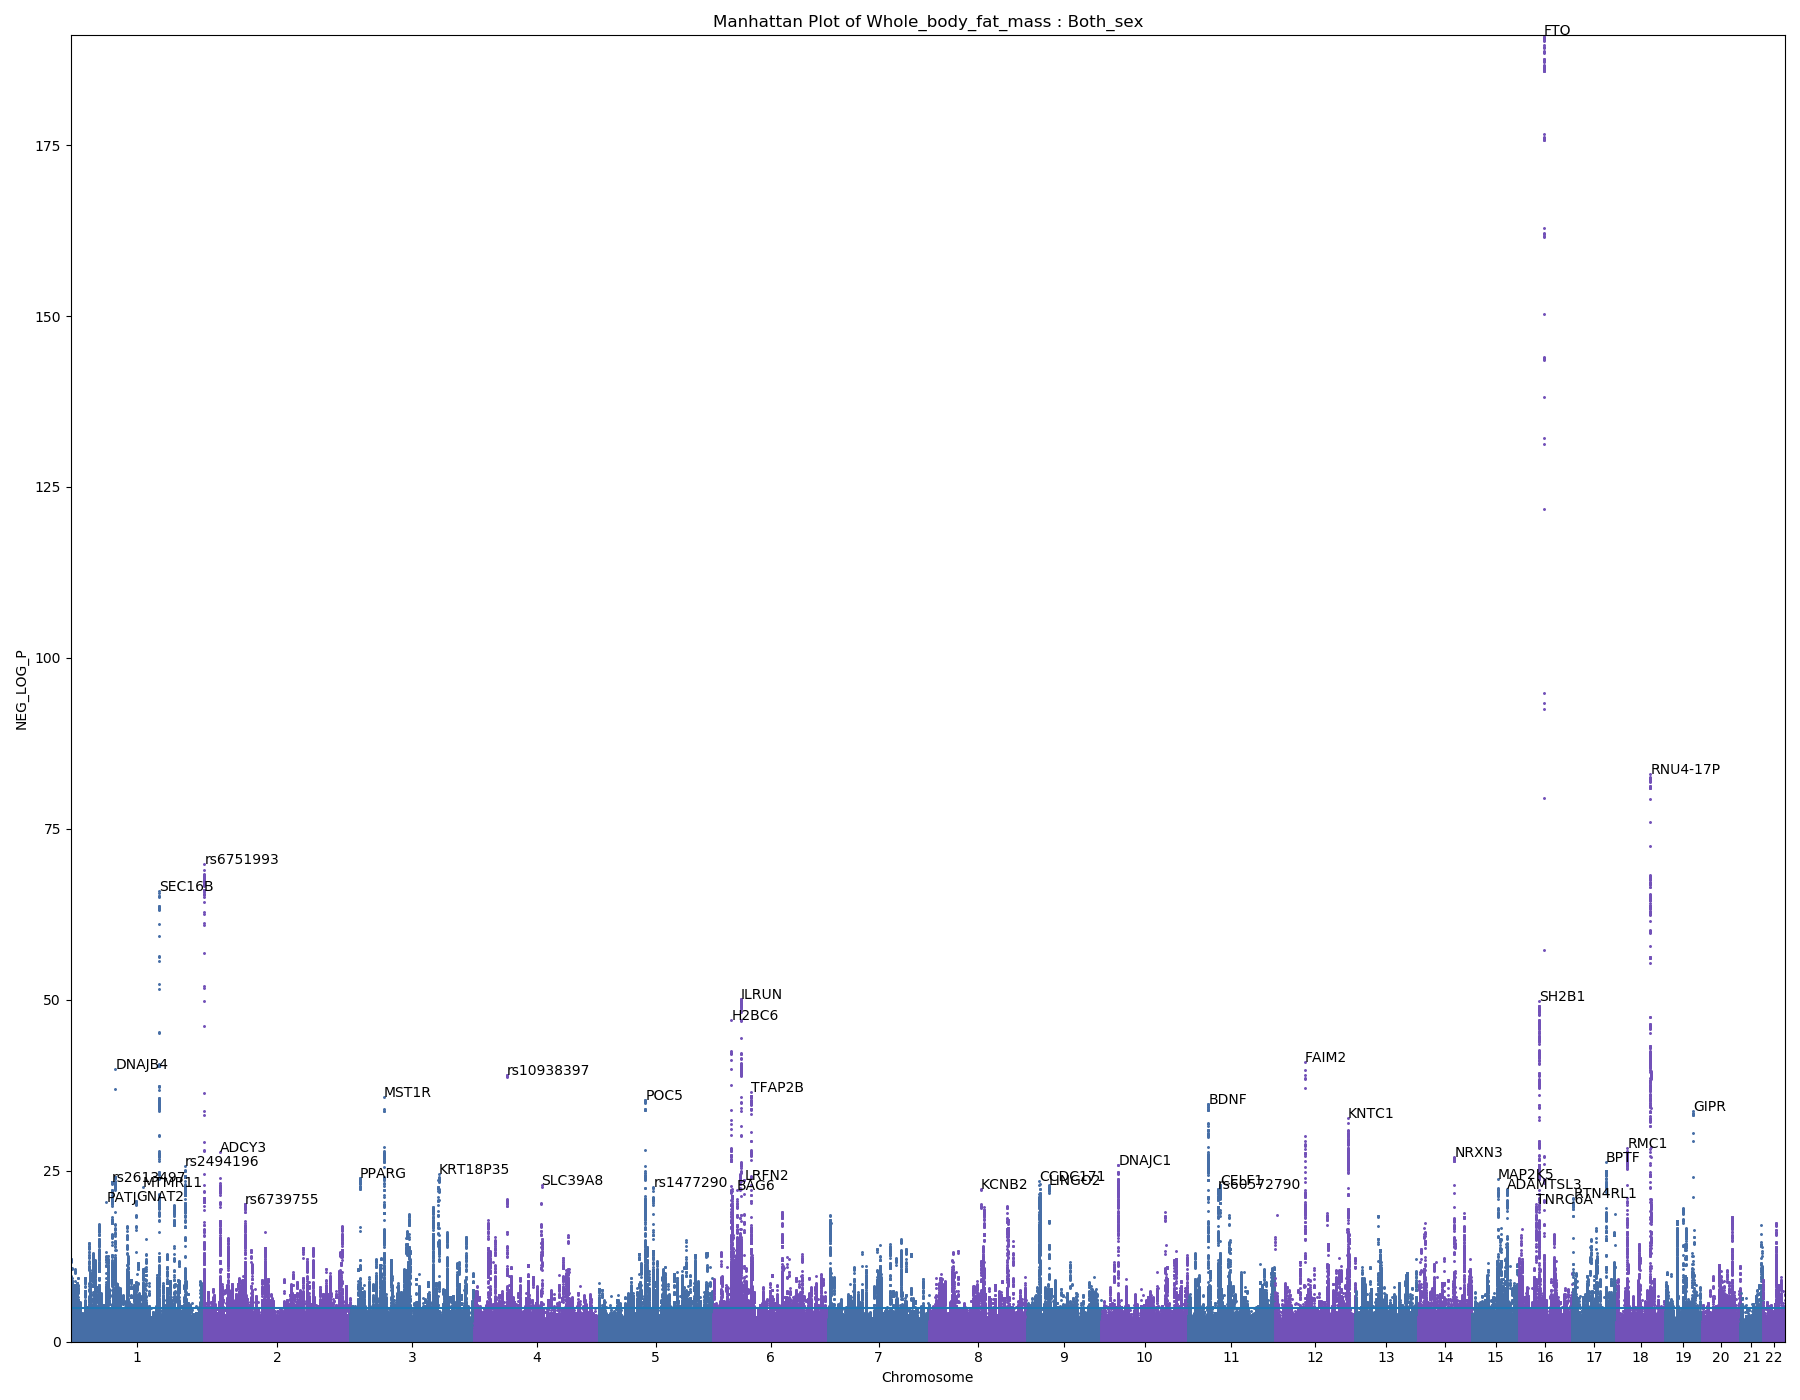 Manhattan Plot of Whole_body_fat_mass : Both_sex
FTO
175
150
125
NEG_LOG_P
100
RNU4-17P
75
rs6751993
SEC16B
50
ILRUN
SH2B1
H2BC6
DNAJB4
rs10938397
FAIM2
MST1R
POC5
TFAP2B
BDNF
KNTC1
GIPR
ADCY3
RMC1
rs2494196
DNAJC1
NRXN3
BPTF
25
rs2613497
MTMR11
PPARG
KRT18P35
SLC39A8
rs1477290
LRFN2
BAG6
KCNB2
CCDC171
LINGO2
CELF1
rs66572790
MAP2K5
ADAMTSL3
PATJ
GNAT2
rs6739755
TNRC6A
RTN4RL1
0
1 2 3 4 5 6 7 8 9 10 11 12 13 14 15 16 17 18 19 20 21 22
Chromosome